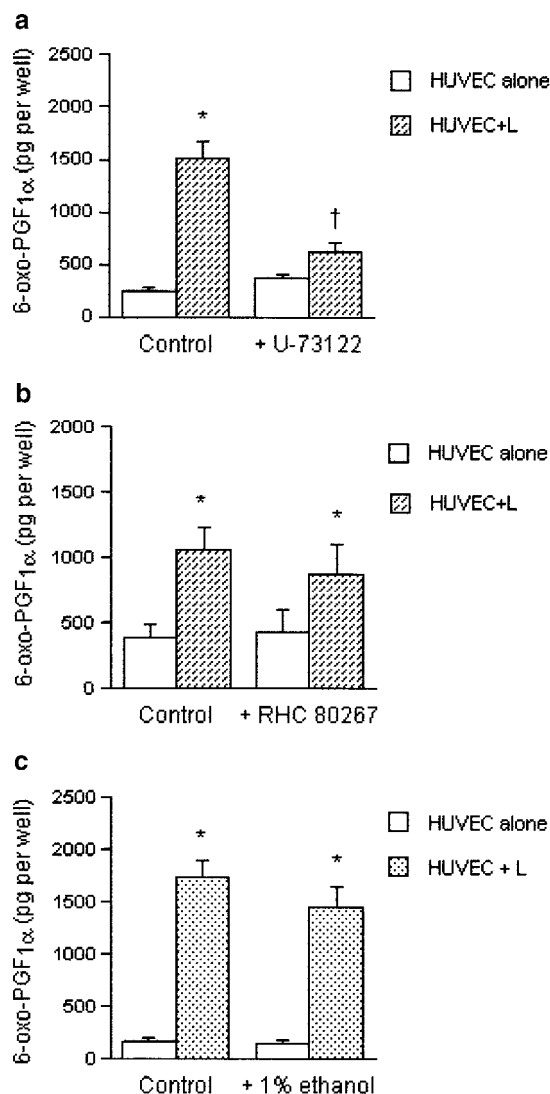 a
2500
2000
1500
1000
500
0
6-oxo-PGF1α (pg per well)
*
†
Control + U-73122
HUVEC alone
HUVEC+L
b
2000
1500
1000
500
0
6-oxo-PGF1α (pg per well)
*
*
Control + RHC 80267
HUVEC alone
HUVEC+L
c
2500
2000
1500
1000
500
0
6-oxo-PGF1α (pg per well)
*
*
Control + 1% ethanol
HUVEC alone
HUVEC + L